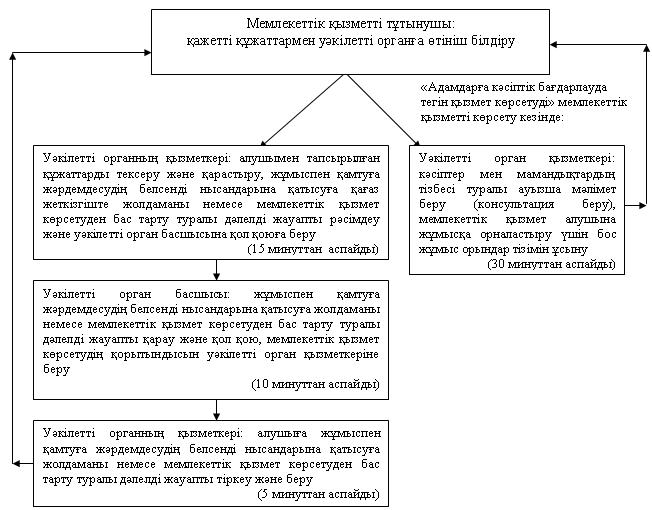 Мемлекеттік қызметті тұтынушы:
қажетті құжаттармен уәкілетті органға өтініш білдіру
«Адамдарға кәсіптік бағдарлауда
тегін қызмет көрсетуді» мемлекеттік
қызметті көрсету кезінде:
Уәкілетті органның қызметкері: алушымен тапсырылған
құжаттарды тексеру және қарастыру, жұмыспен қамтуға
жәрдемдесудің белсенді нысандарына қатысуға қағаз
жеткізгіште жолдаманы немесе мемлекеттік қызмет
көрсетуден бас тарту туралы дәлелді жауапты рәсімдеу
және уәкілетті орган басшысына қол қоюға беру
(15 минуттан аспайды)
Уәкілетті орган қызметкері:
кәсіптер мен мамандықтардың
тізбесі туралы ауызша мәлімет
беру (консультация беру),
мемлекеттік қызмет алушына
жұмысқа орналастыру үшін бос
жұмыс орындар тізімін ұсыну
(30 минуттан аспайды)
Уәкілетті орган басшысы: жұмыспен қамтуға
жәрдемдесудің белсенді нысандарына қатысуға жолдаманы
немесе мемлекеттік қызмет көрсетуден бас тарту туралы
дәлелді жауапты қарау және қол қою, мемлекеттік қызмет
көрсетудің қорытындысын уәкілетті орган қызметкеріне
беру
(10 минуттан аспайды)
Уәкілетті органның қызметкері: алушыға жұмыспен
қамтуға жәрдемдесудің белсенді нысандарына қатысуға
жолдаманы немесе мемлекеттік қызмет көрсетуден бас
тарту туралы дәлелді жауапты тіркеу және беру
(5 минуттан аспайды)